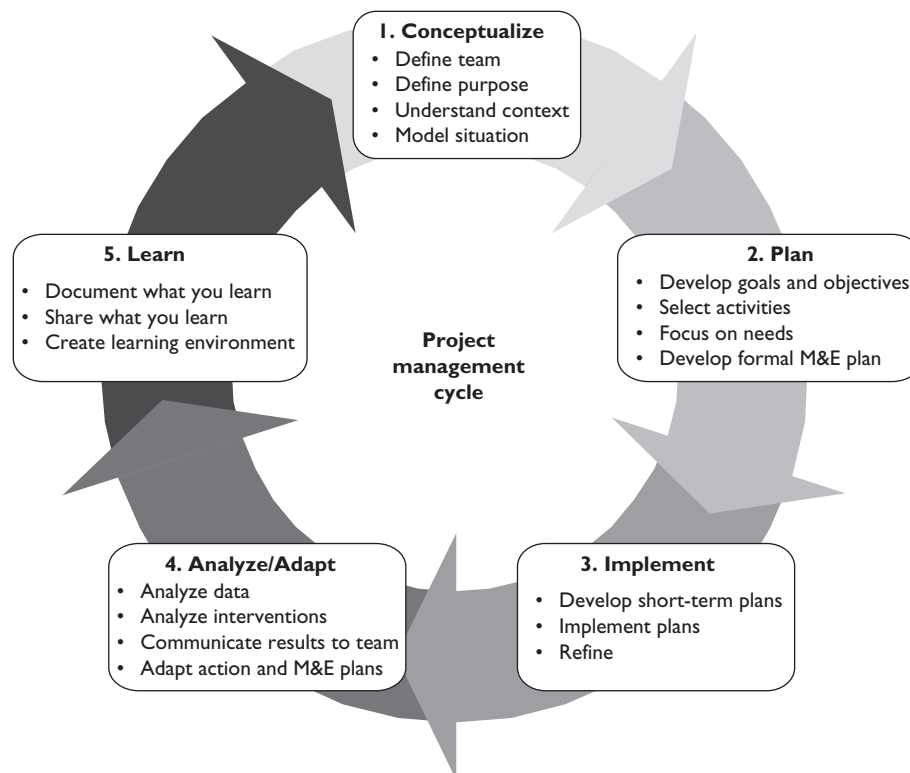 1. Conceptualize
• Define team
• Define purpose
• Understand context
• Model situation
2. Plan
• Develop goals and objectives
• Select activities
• Focus on needs
• Develop formal M&E plan
3. Implement
• Develop short-term plans
• Implement plans
• Refine
4. Analyze/Adapt
• Analyze data
• Analyze interventions
• Communicate results to team
• Adapt action and M&E plans
5. Learn
• Document what you learn
• Share what you learn
• Create learning environment
Project
management
cycle